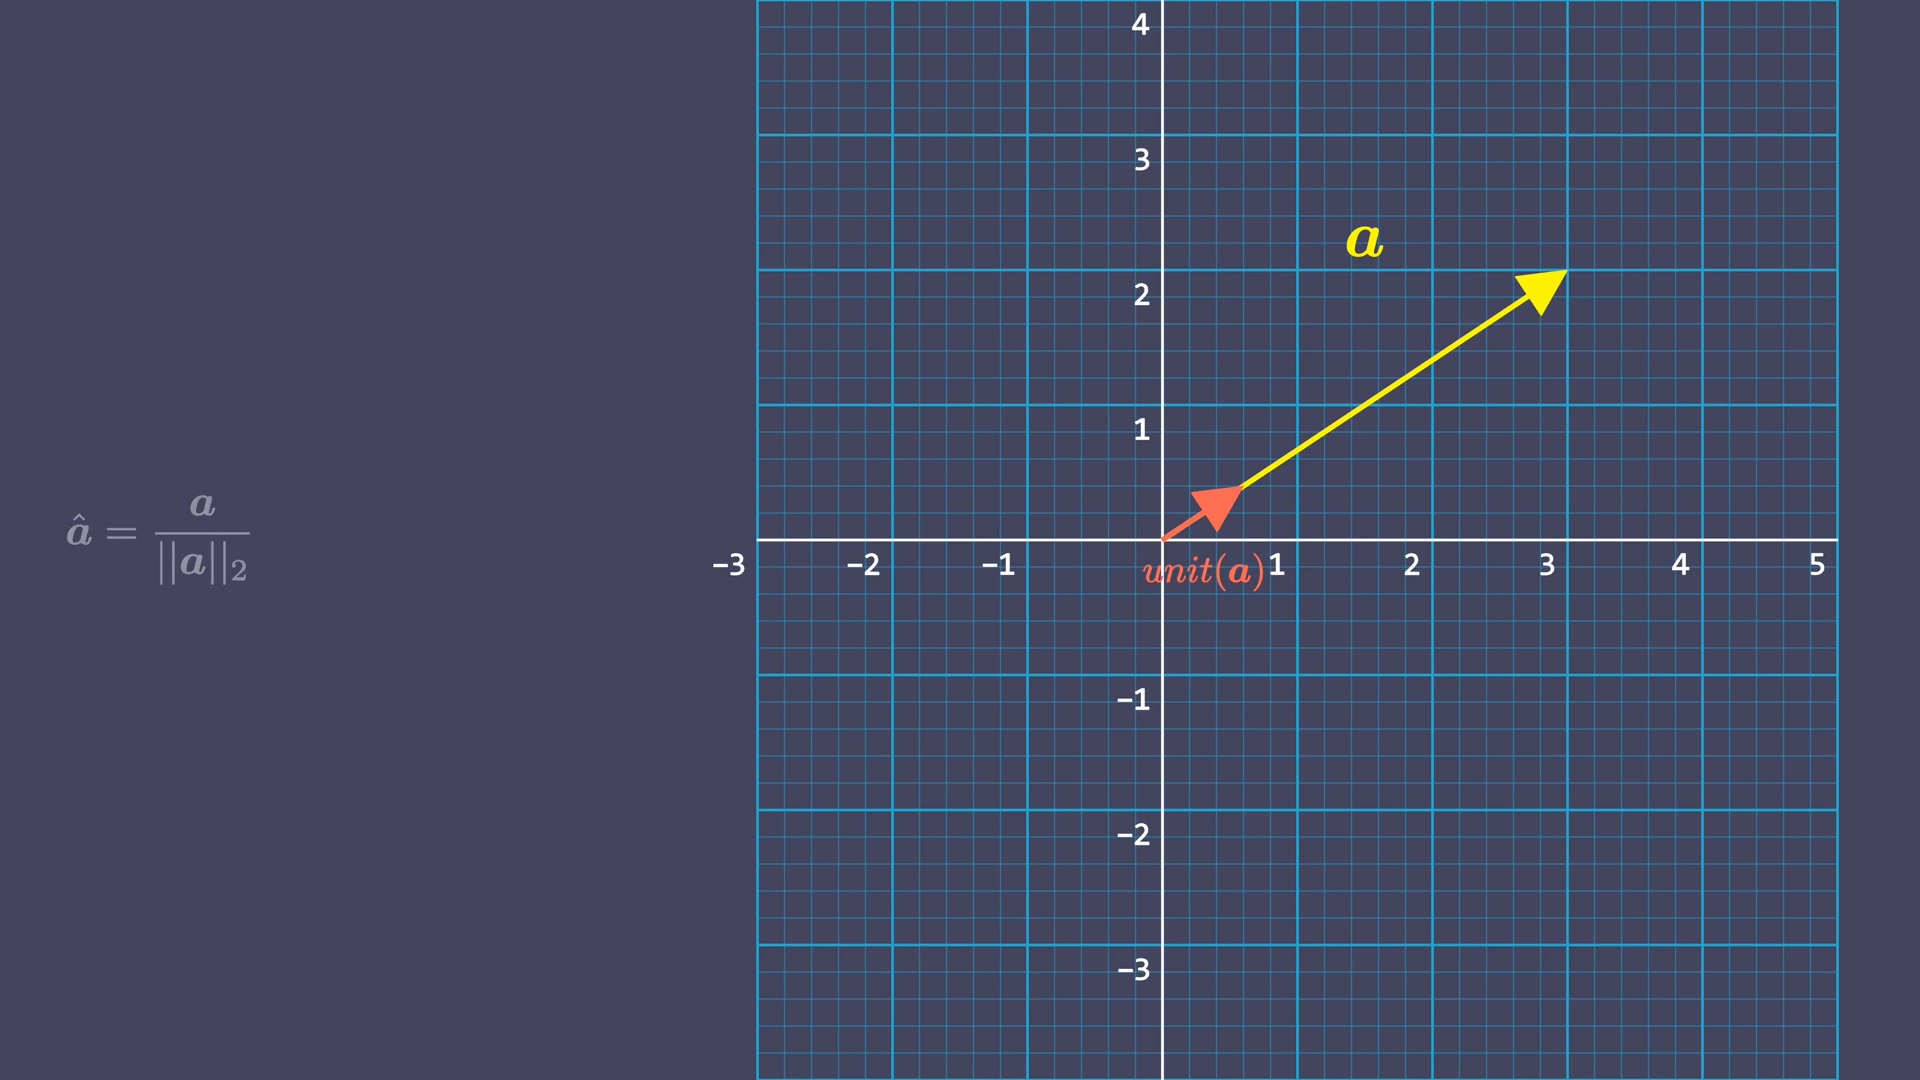 4
3
a
2
1
â = a / ||a||₂
−3 −2 −1 unit(a) 1 2 3 4 5
−1
−2
−3